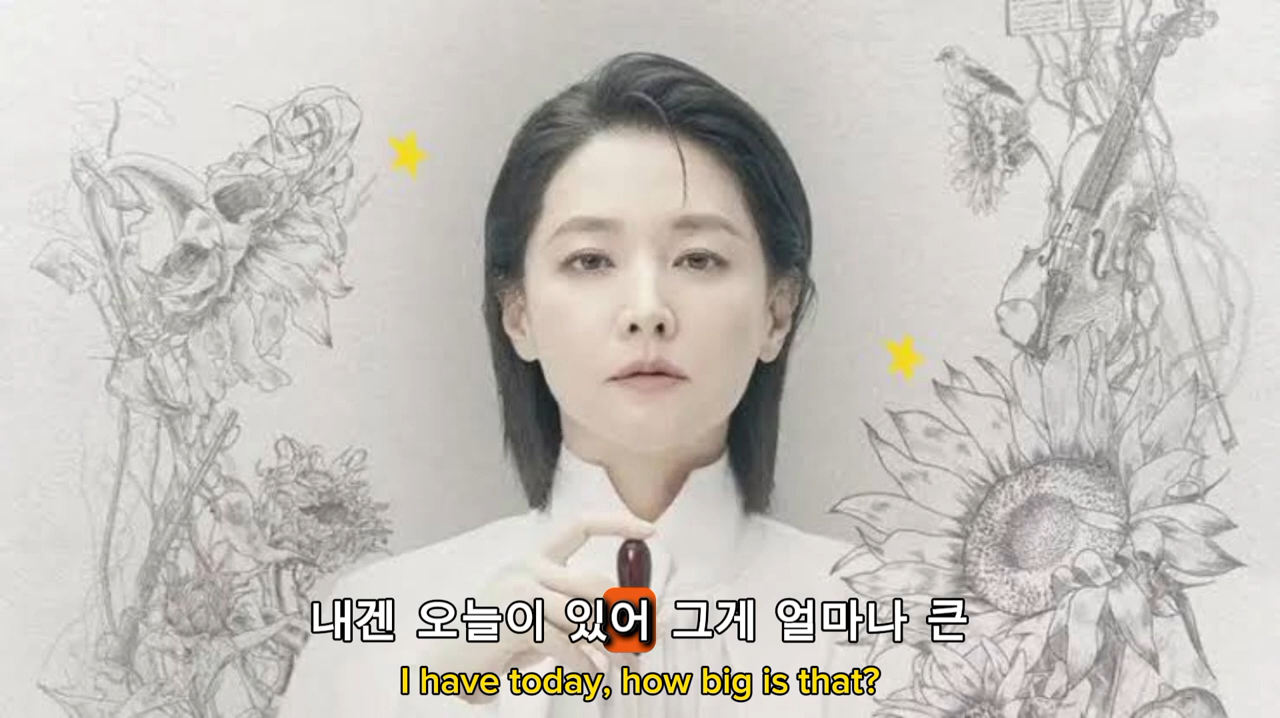 내겐 오늘이 있어 그게 얼마나 큰
I have today, how big is that?